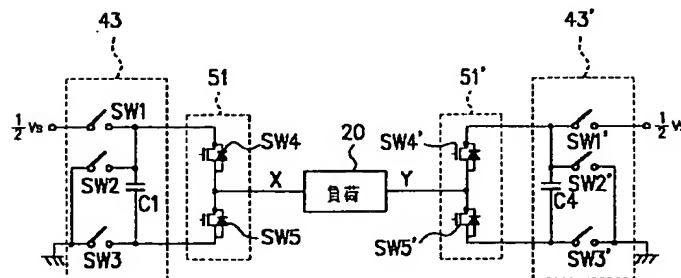 43
43'
51
51'
½ Vs
SW1
SW4
20
SW4'
SW1'
½ Vs
SW2
X
負荷
Y
SW2'
C1
C4
SW3
SW5
SW5'
SW3'